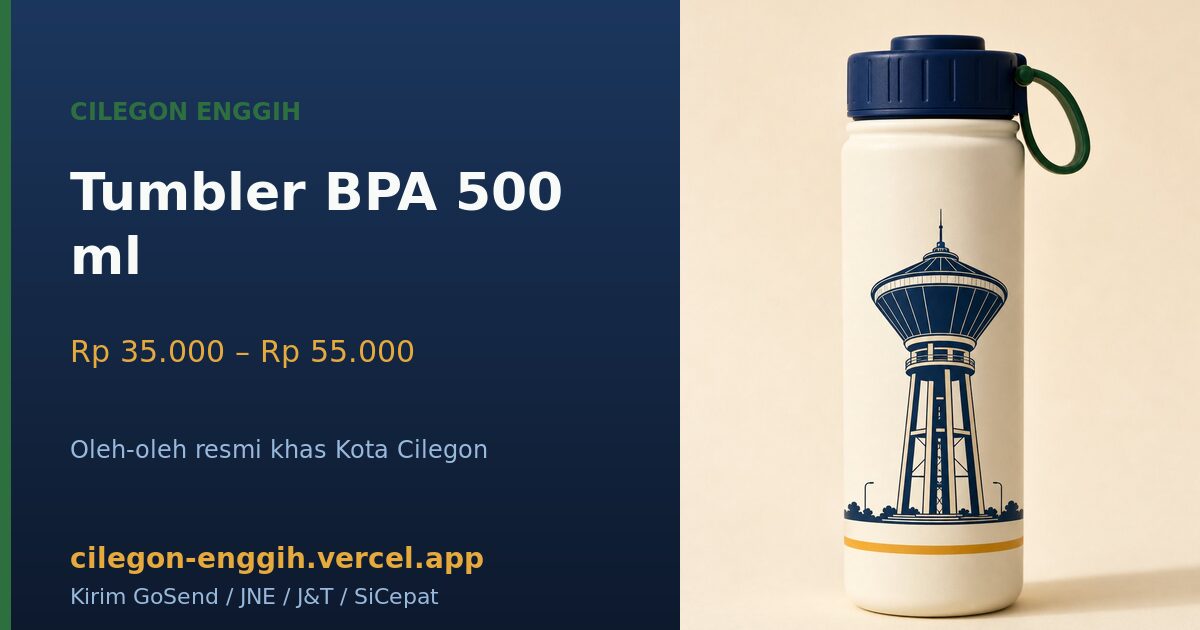 CILEGON ENGGIH
Tumbler BPA 500
ml
Rp 35.000 – Rp 55.000
Oleh-oleh resmi khas Kota Cilegon
cilegon-enggih.vercel.app
Kirim GoSend / JNE / J&T / SiCepat